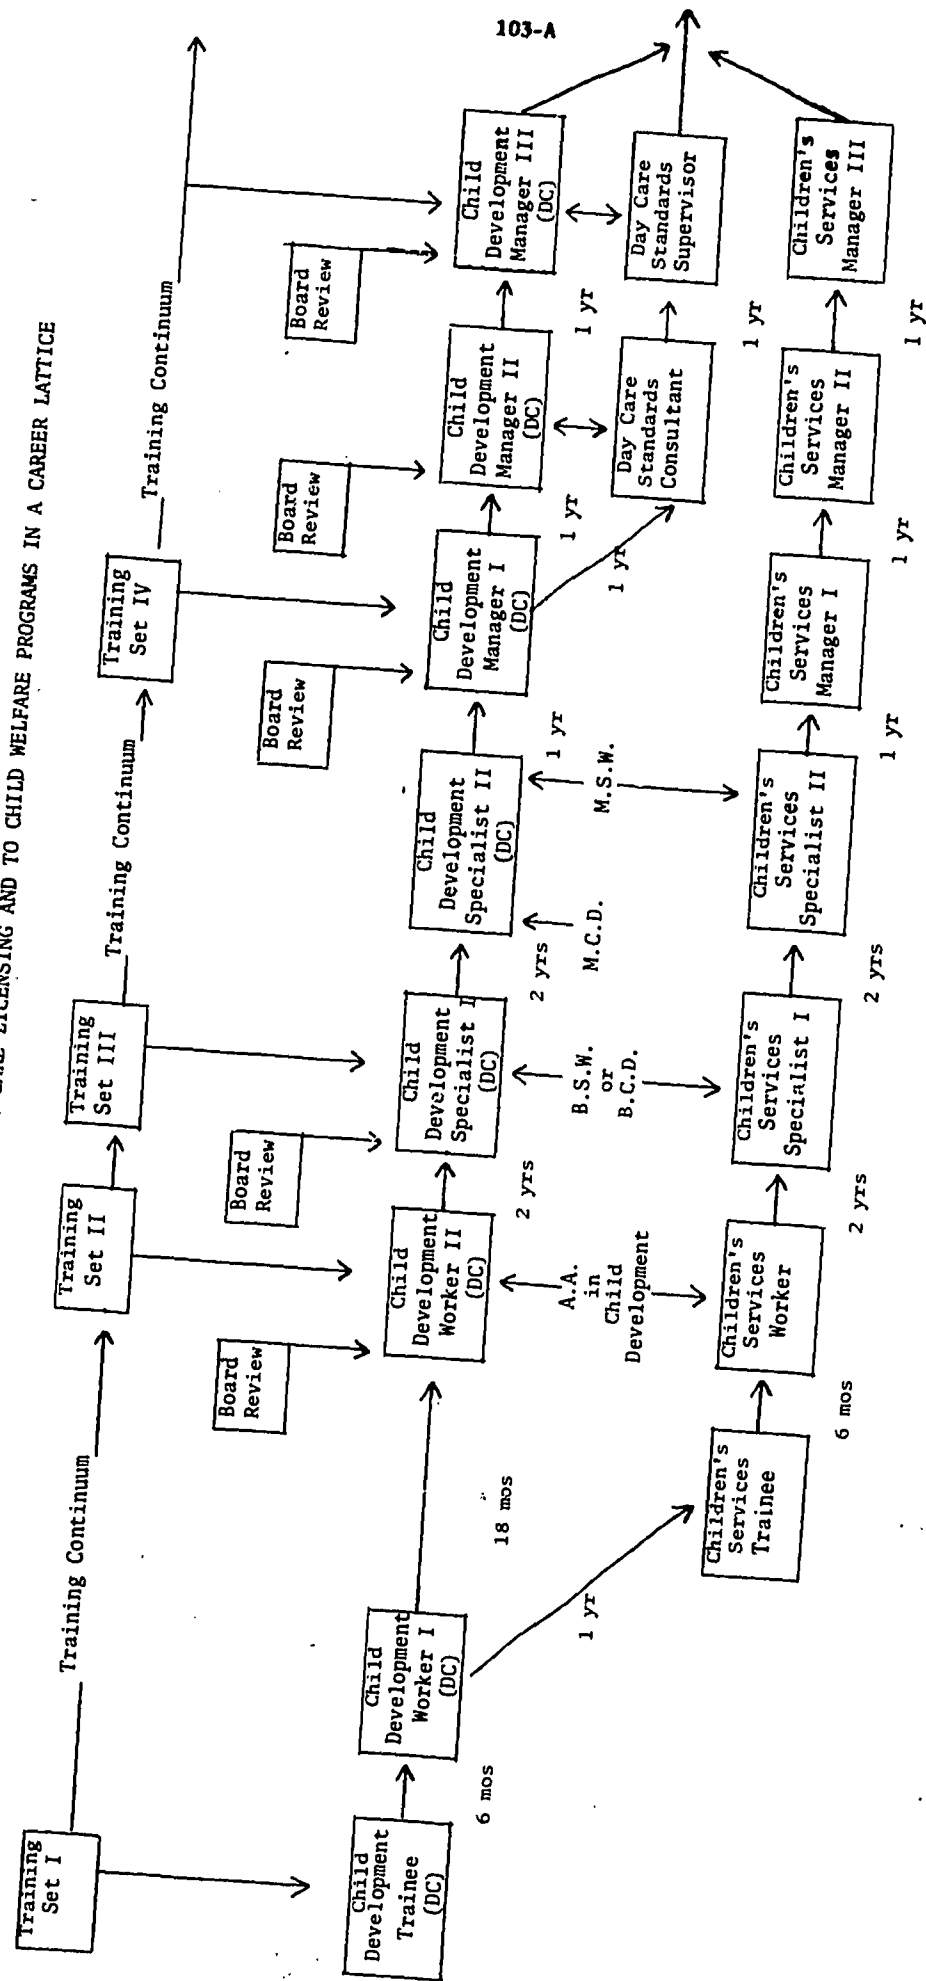 103-A
LICENSING AND TO CHILD WELFARE PROGRAMS IN A CAREER LATTICE
Training
Set I
Training Continuum
Training
Set II
Training
Set III
Training Continuum
Training
Set IV
Training Continuum
Board
Review
Board
Review
Board
Review
Board
Review
Board
Review
Child
Development
Trainee
(DC)
6 mos
Child
Development
Worker I
(DC)
18 mos
Child
Development
Worker II
(DC)
2 yrs
Child
Development
Specialist I
(DC)
2 yrs
Child
Development
Specialist II
(DC)
1 yr
Child
Development
Manager I
(DC)
1 yr
Child
Development
Manager II
(DC)
1 yr
Child
Development
Manager III
(DC)
1 yr
Day Care
Standards
Consultant
1 yr
Day Care
Standards
Supervisor
A.A.
in
Child
Development
B.S.W.
or
B.C.D.
M.C.D.
M.S.W.
1 yr
Children's
Services
Trainee
6 mos
Children's
Services
Worker
2 yrs
Children's
Services
Specialist I
2 yrs
Children's
Services
Specialist II
1 yr
Children's
Services
Manager I
1 yr
Children's
Services
Manager II
1 yr
Children's
Services
Manager III